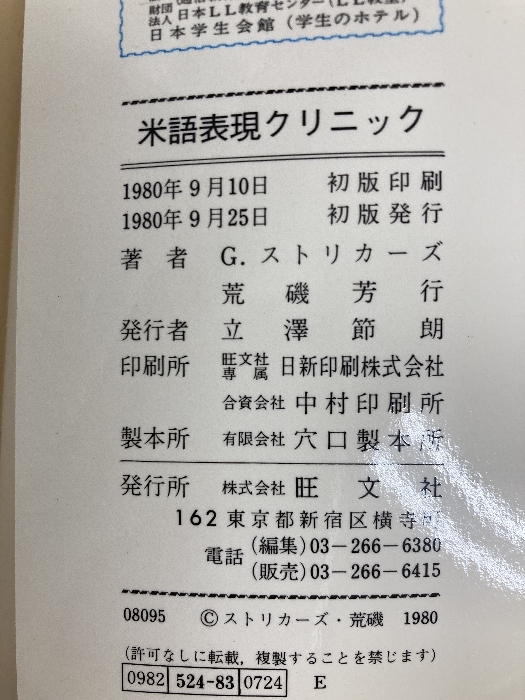 財団法人 日本LL教育センター(LL教室)
日本学生会館(学生のホテル)
米語表現クリニック
1980年9月10日 初版印刷
1980年9月25日 初版発行
著者 G.ストリカーズ
荒磯芳行
発行者 立澤節朗
印刷所 旺文社専属 日新印刷株式会社
合資会社 中村印刷所
製本所 有限会社 穴口製本所
発行所 株式会社 旺文社
162 東京都新宿区横寺町
電話 (編集)03-266-6380
(販売)03-266-6415
08095 ©ストリカーズ・荒磯 1980
(許可なしに転載,複製することを禁じます)
0982 524-83 0724 E